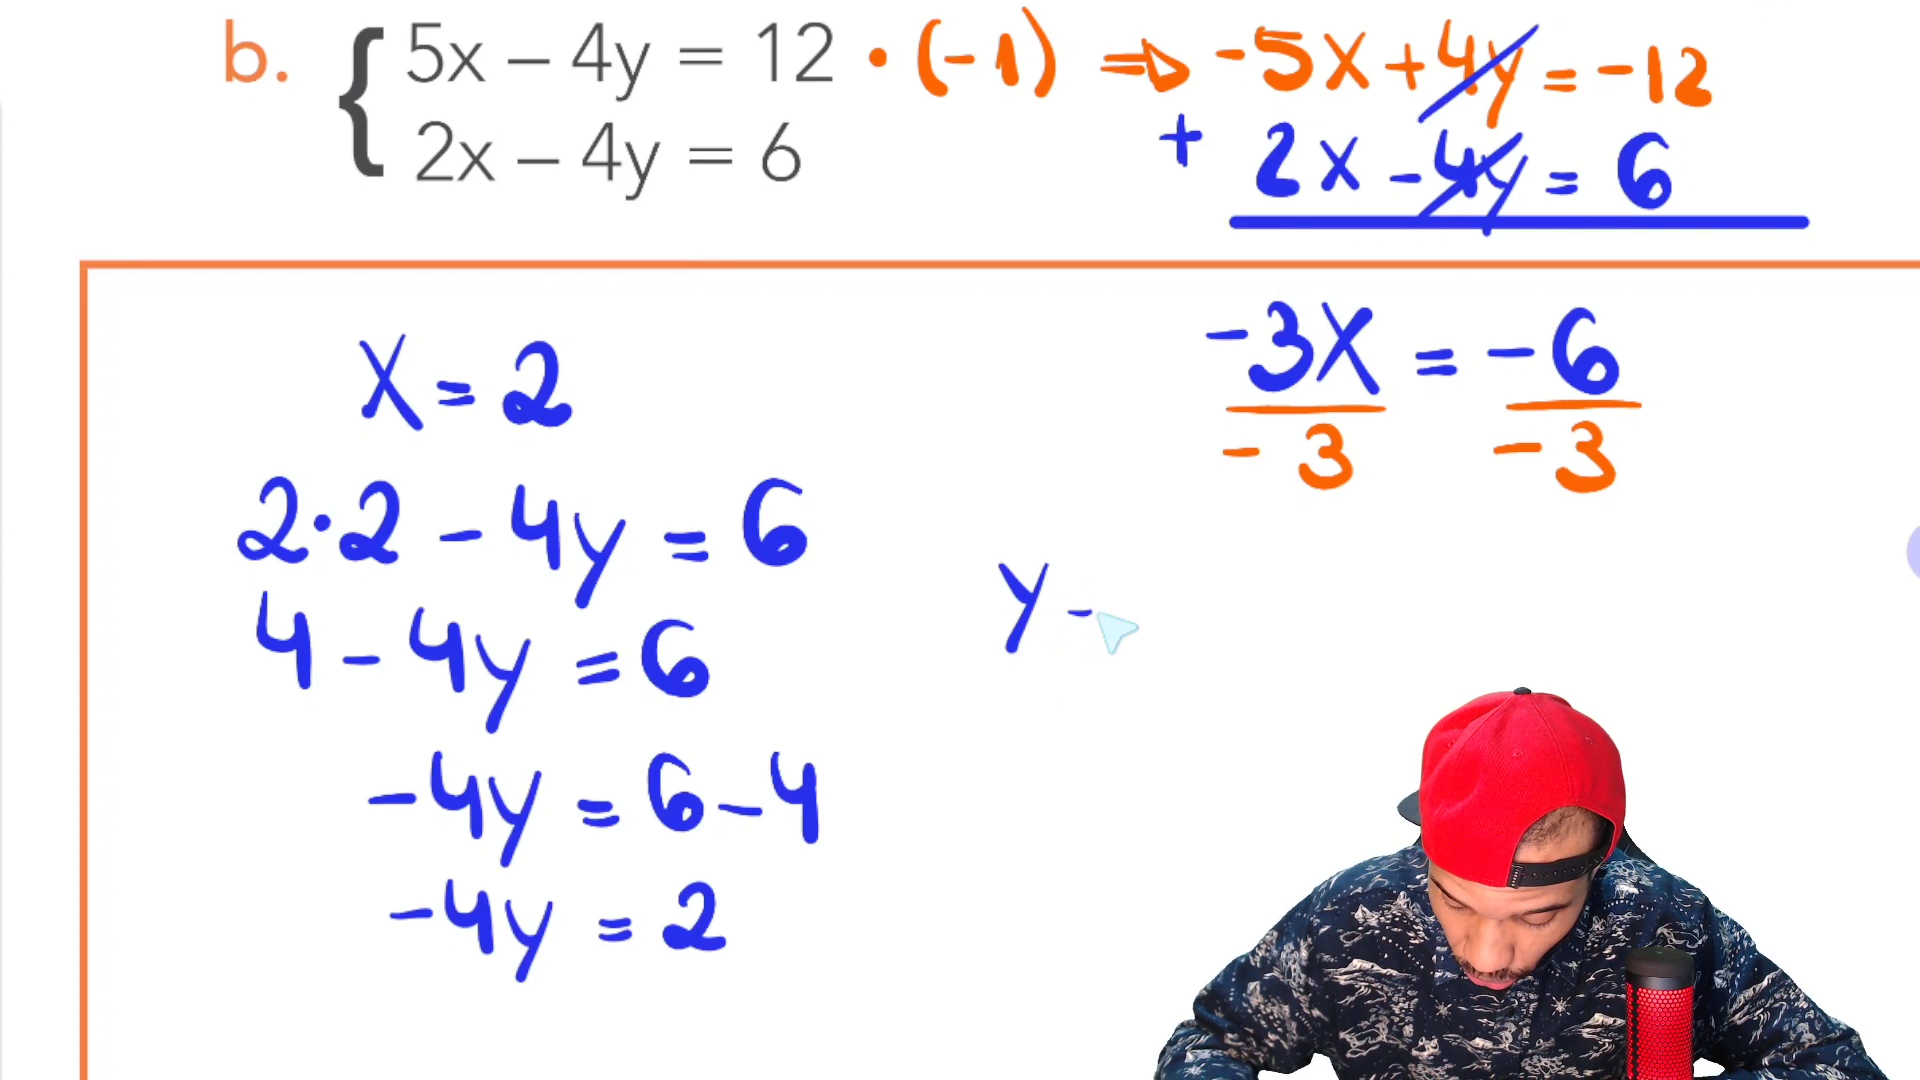 b. { 5x – 4y = 12 · (-1) ⇒ -5x + 4y = -12
2x – 4y = 6 + 2x - 4y = 6
-3x = -6
-3 -3
x = 2
2·2 - 4y = 6
4 - 4y = 6
-4y = 6-4
-4y = 2
y -